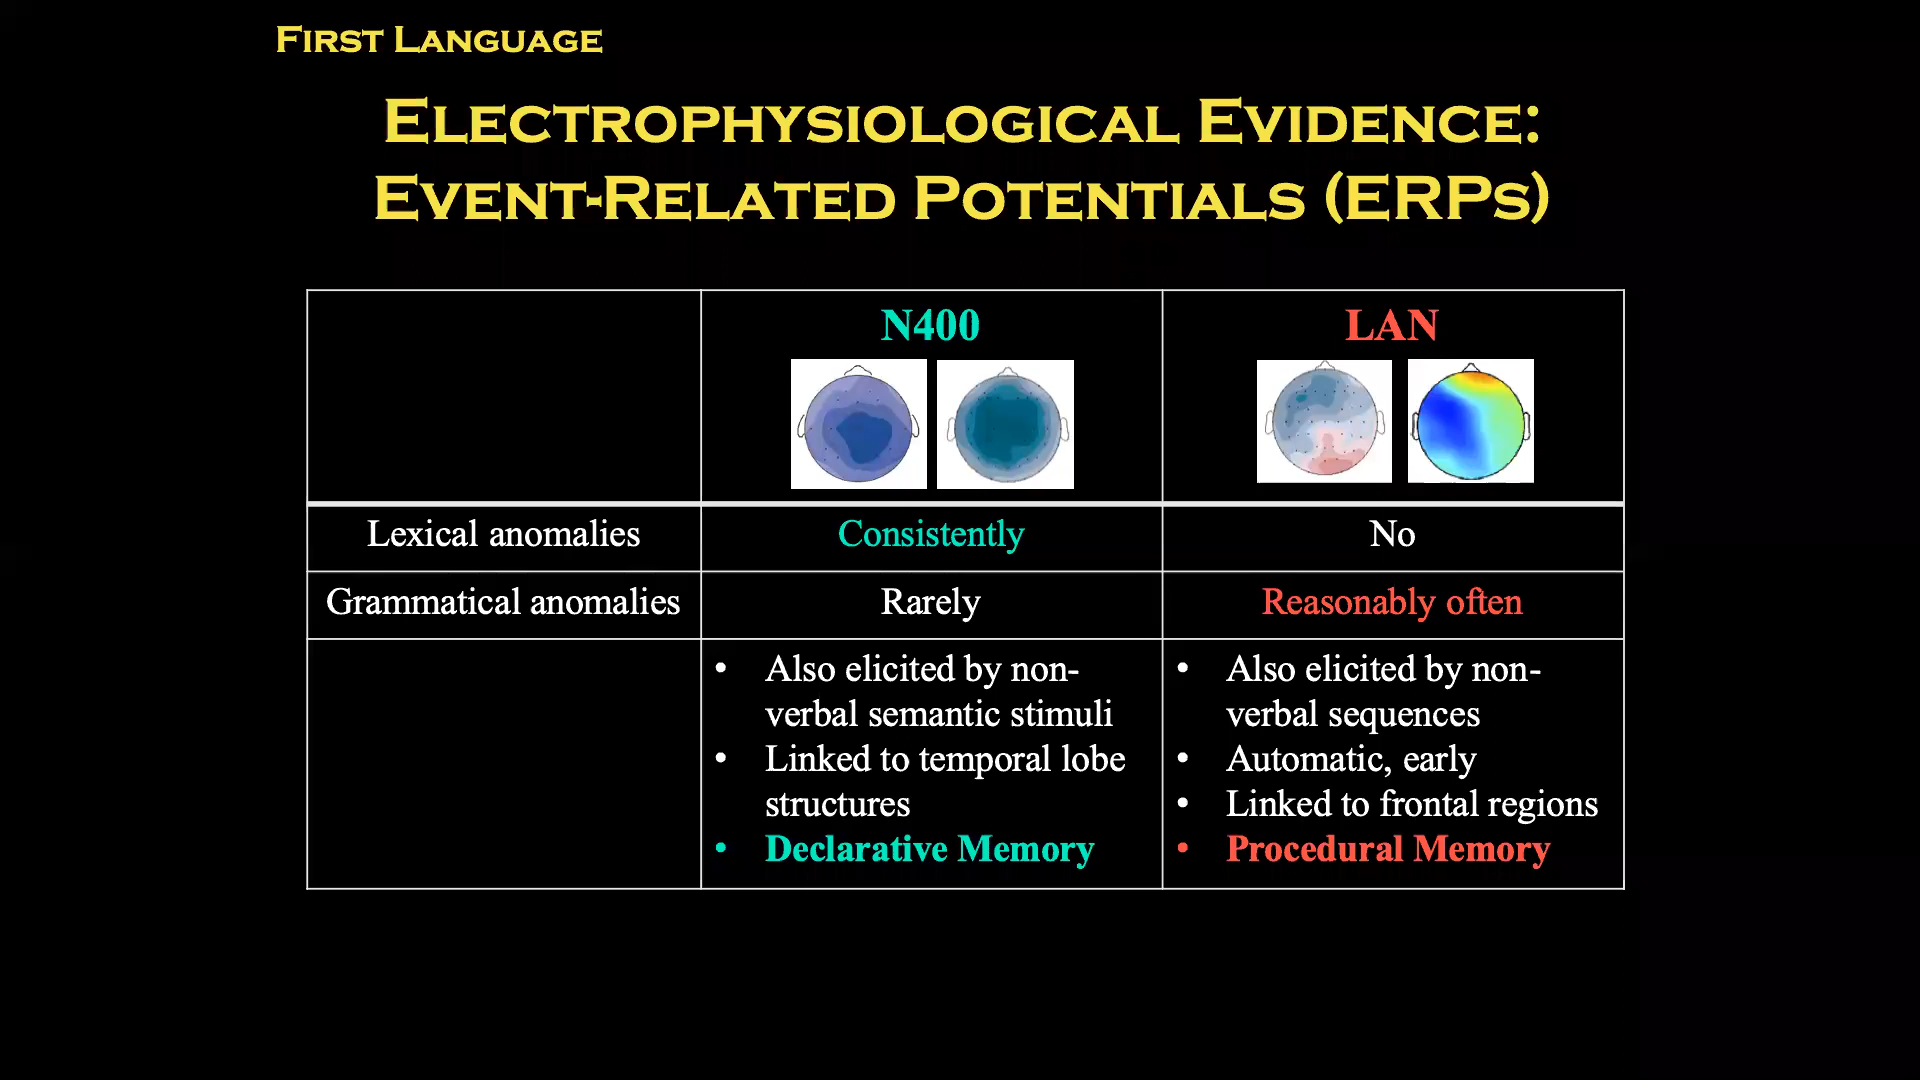 First Language
Electrophysiological Evidence:
Event-Related Potentials (ERPs)
N400
LAN
Lexical anomalies
Consistently
No
Grammatical anomalies
Rarely
Reasonably often
• Also elicited by non-
verbal semantic stimuli
• Linked to temporal lobe
structures
• Declarative Memory
• Also elicited by non-
verbal sequences
• Automatic, early
• Linked to frontal regions
• Procedural Memory